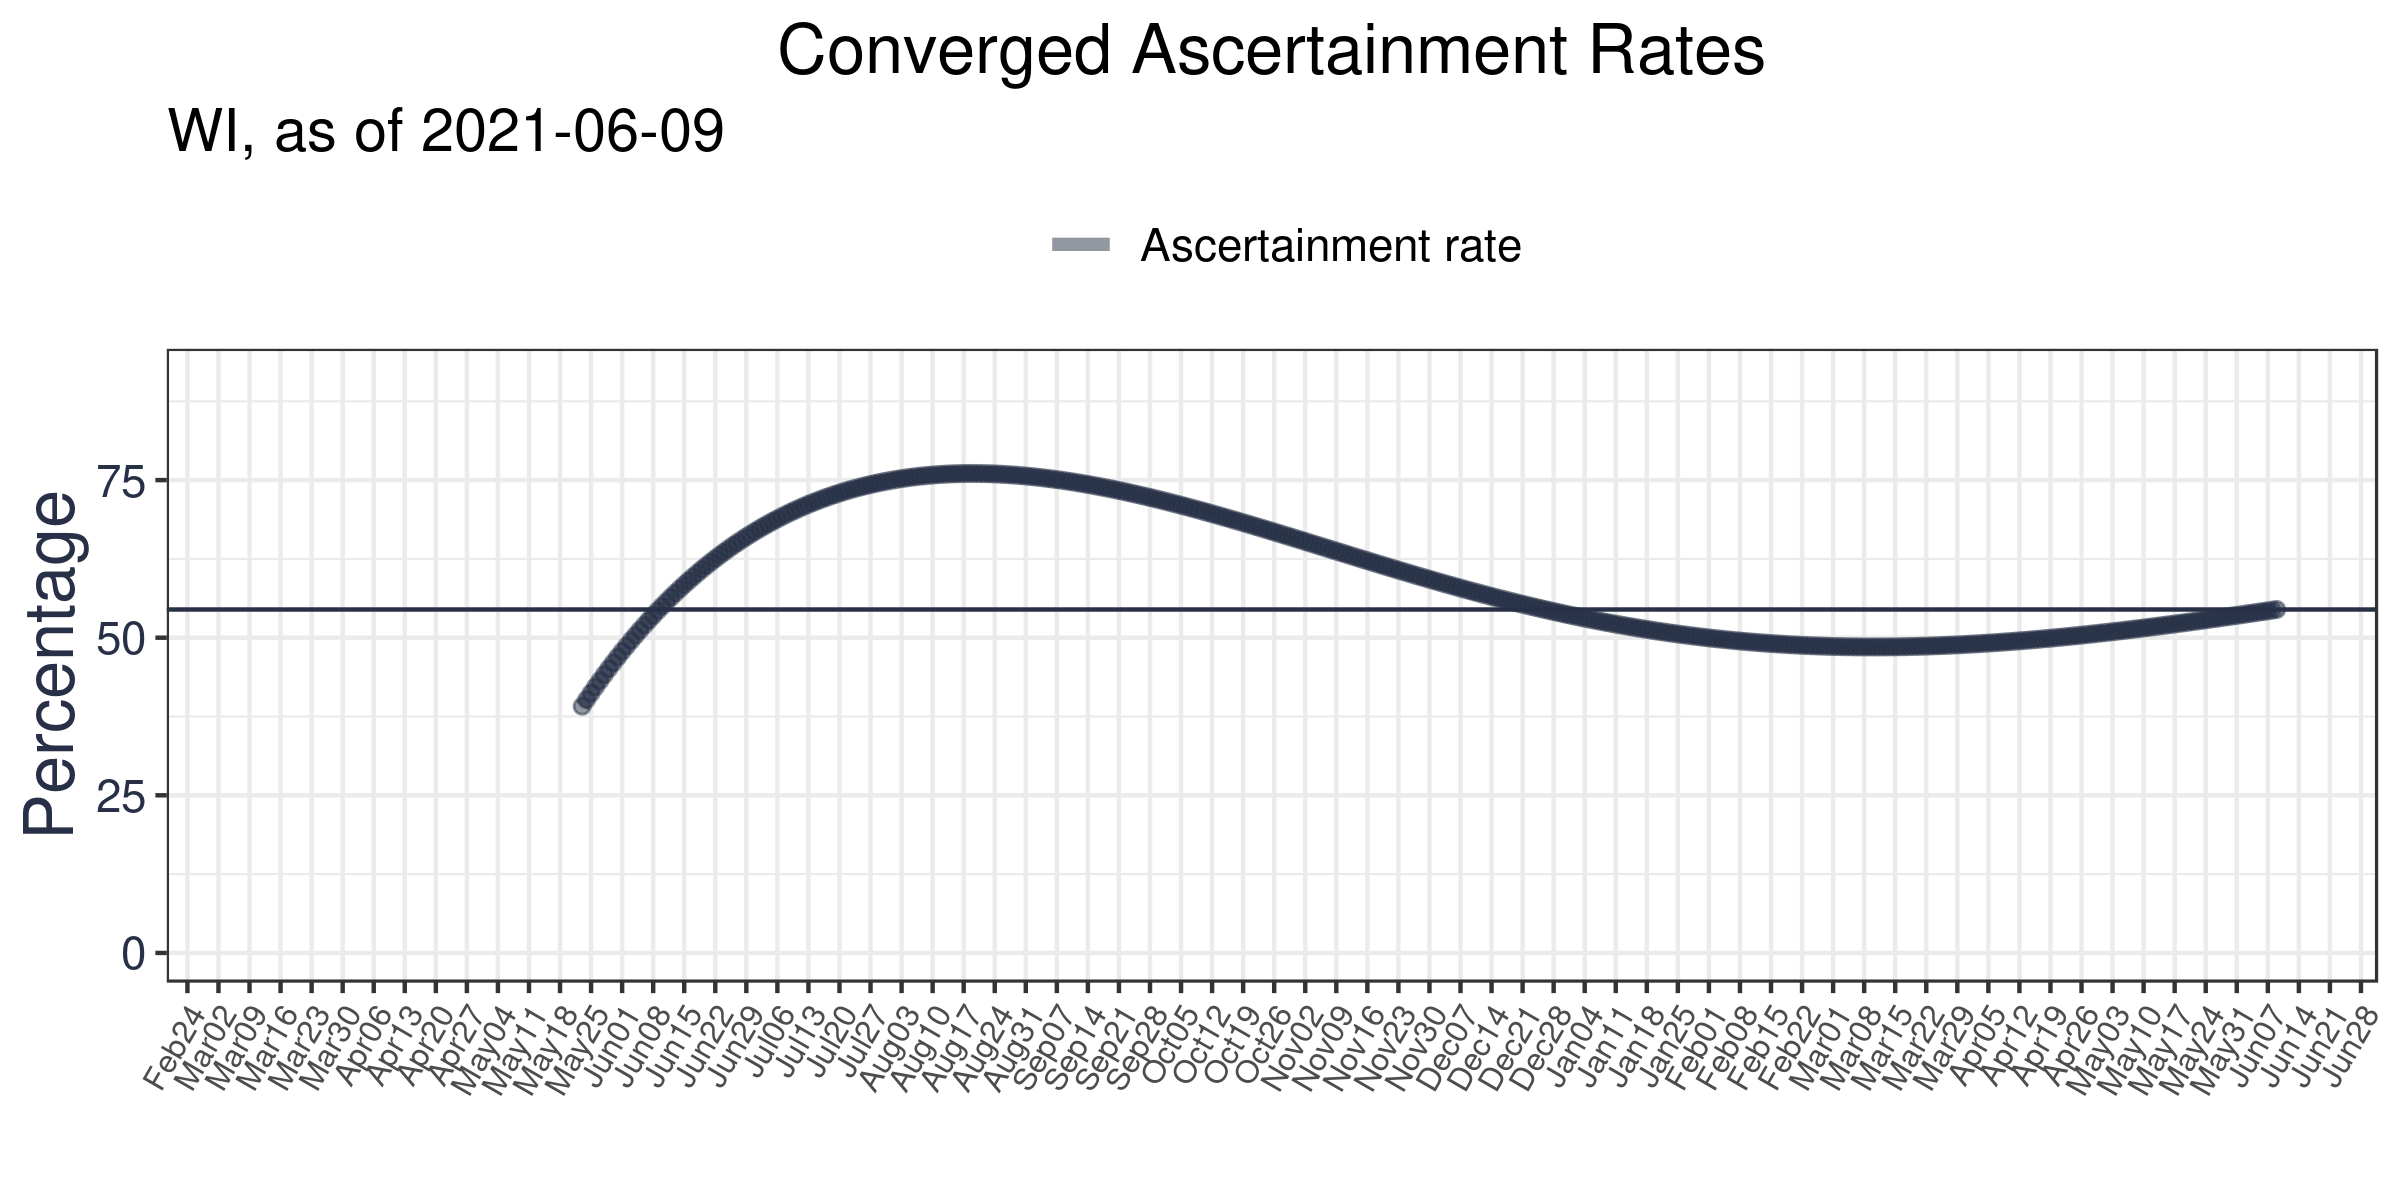 Converged Ascertainment Rates
WI, as of 2021-06-09
Ascertainment rate
Percentage
75
50
25
0
Feb24 Mar02 Mar09 Mar16 Mar23 Mar30 Apr06 Apr13 Apr20 Apr27 May04 May11 May18 May25 Jun01 Jun08 Jun15 Jun22 Jun29 Jul06 Jul13 Jul20 Jul27 Aug03 Aug10 Aug17 Aug24 Aug31 Sep07 Sep14 Sep21 Sep28 Oct05 Oct12 Oct19 Oct26 Nov02 Nov09 Nov16 Nov23 Nov30 Dec07 Dec14 Dec21 Dec28 Jan04 Jan11 Jan18 Jan25 Feb01 Feb08 Feb15 Feb22 Mar01 Mar08 Mar15 Mar22 Mar29 Apr05 Apr12 Apr19 Apr26 May03 May10 May17 May24 May31 Jun07 Jun14 Jun21 Jun28